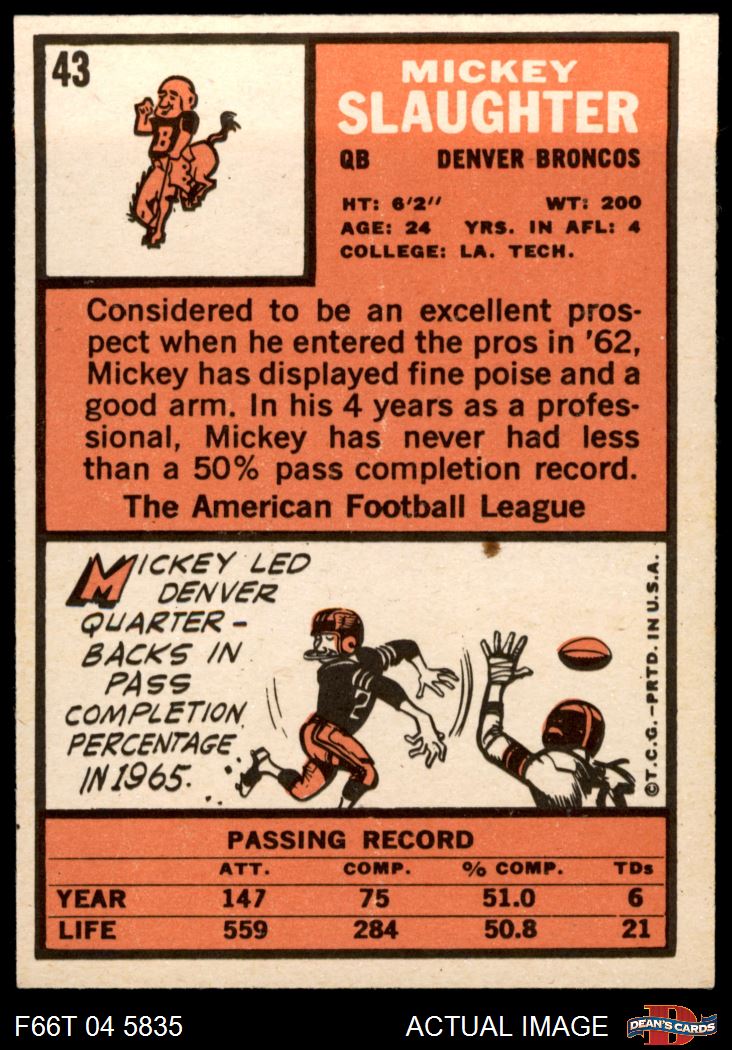 43
B
MICKEY
SLAUGHTER
QB DENVER BRONCOS
HT: 6'2" WT: 200
AGE: 24 YRS. IN AFL: 4
COLLEGE: LA. TECH.
Considered to be an excellent pros-
pect when he entered the pros in '62,
Mickey has displayed fine poise and a
good arm. In his 4 years as a profes-
sional, Mickey has never had less
than a 50% pass completion record.
The American Football League
MICKEY LED
DENVER
QUARTER-
BACKS IN
PASS
COMPLETION
PERCENTAGE
IN 1965.
2
©T.C.G.–PRTD. IN U.S.A.
PASSING RECORD
ATT. COMP. % COMP. TDs
YEAR 147 75 51.0 6
LIFE 559 284 50.8 21
F66T 04 5835 ACTUAL IMAGE
D
DEAN'S CARDS